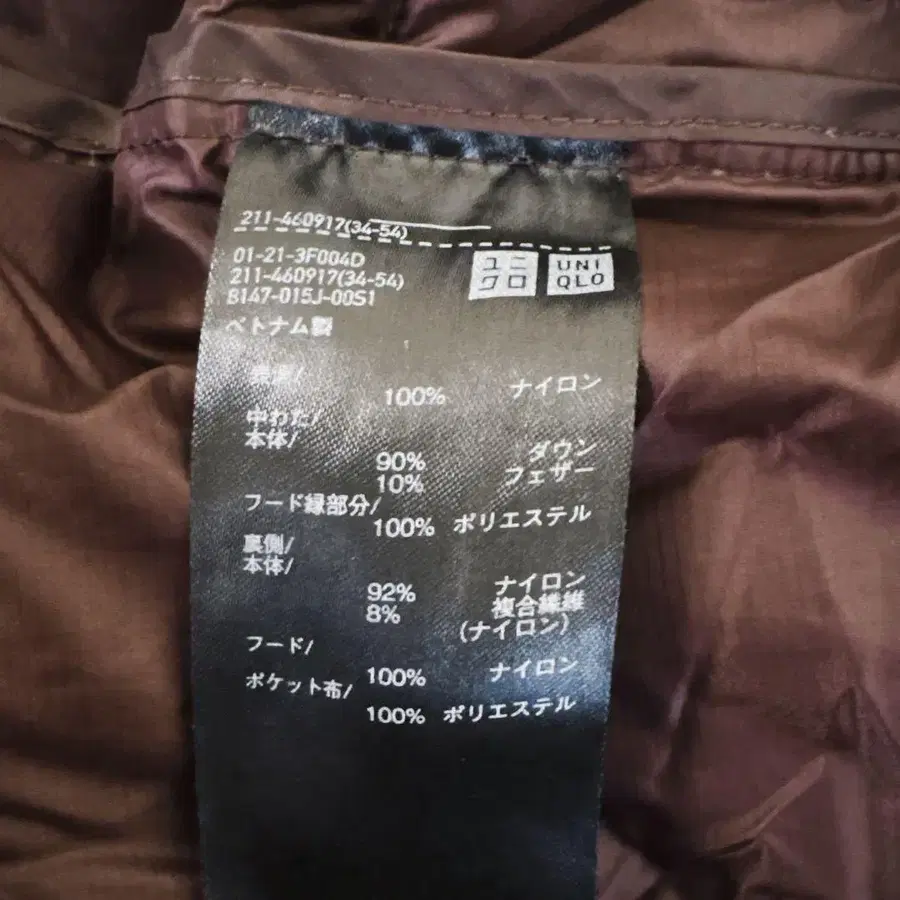 211-460917(34-54)
01-21-3F004D
211-460917(34-54)
8147-015J-00S1
ユニ
クロ
UNI
QLO
ベトナム製
100% ナイロン
中わた/
本体/
90% ダウン
10% フェザー
フード縁部分/
100% ポリエステル
裏側/
本体/
92% ナイロン
8% 複合繊維
(ナイロン)
フード/
100% ナイロン
ポケット布/
100% ポリエステル